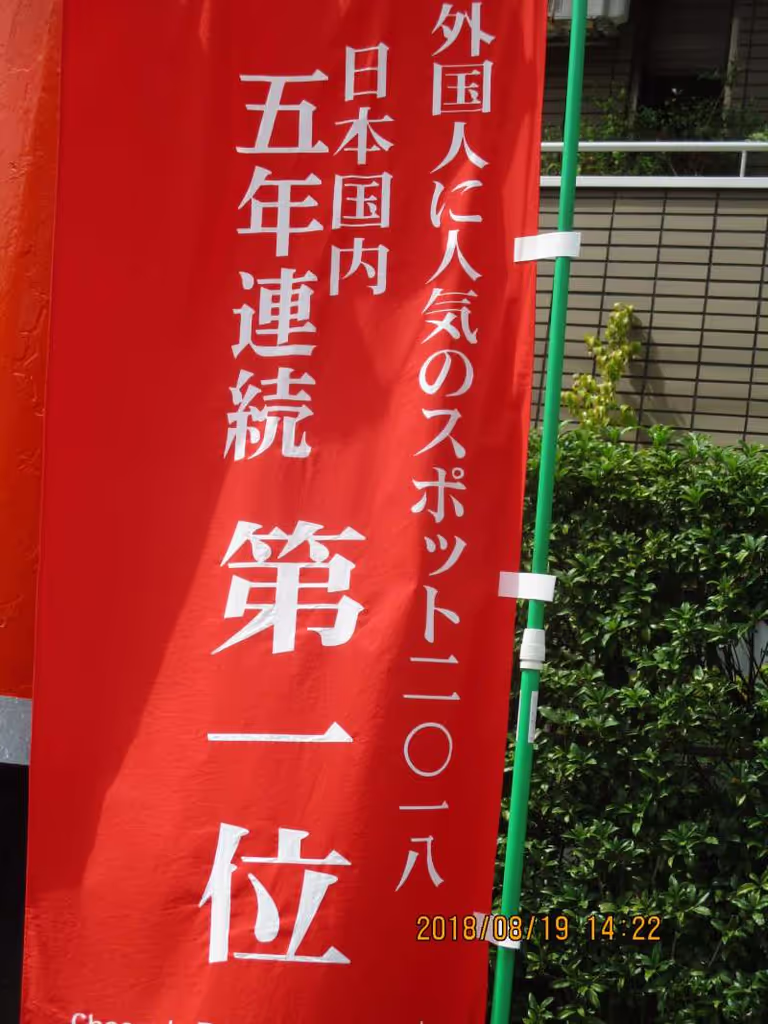 外国人に人気のスポット二〇一八
日本国内
五年連続 第一位
2018/08/19 14:22